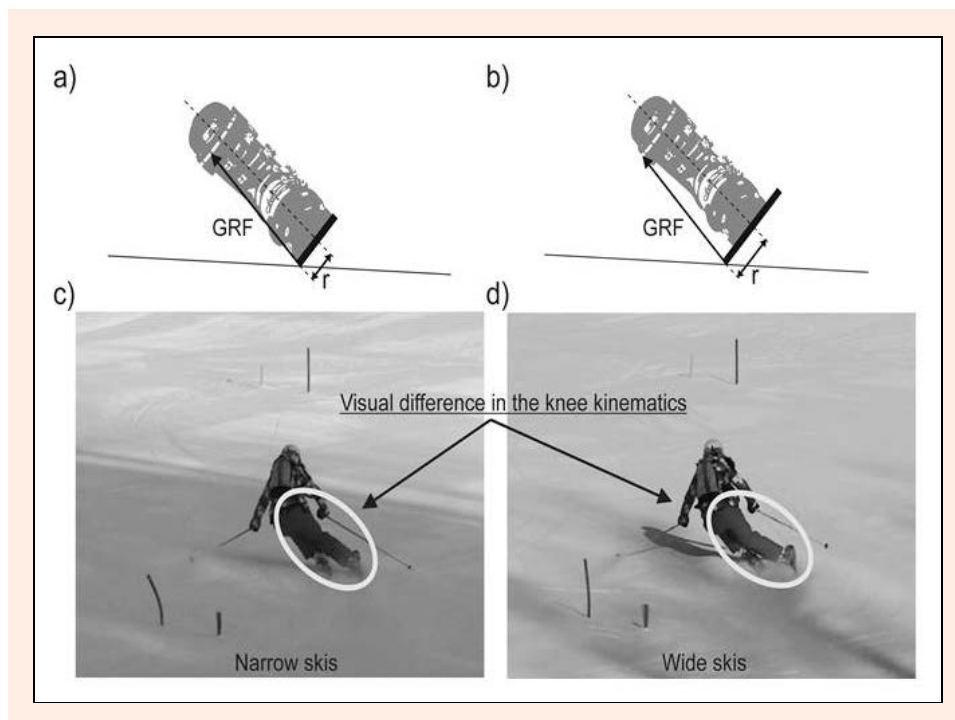 a)
b)
GRF
r
GRF
r
c)
d)
Visual difference in the knee kinematics
Narrow skis
Wide skis